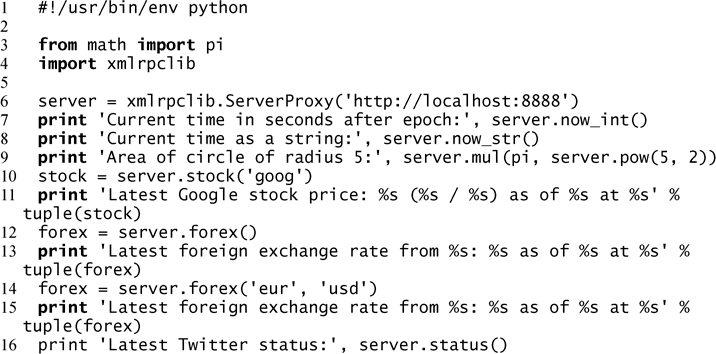 1 #!/usr/bin/env python
2
3 from math import pi
4 import xmlrpclib
5
6 server = xmlrpclib.ServerProxy('http://localhost:8888')
7 print 'Current time in seconds after epoch:', server.now_int()
8 print 'Current time as a string:', server.now_str()
9 print 'Area of circle of radius 5:', server.mul(pi, server.pow(5, 2))
10 stock = server.stock('goog')
11 print 'Latest Google stock price: %s (%s / %s) as of %s at %s' %
tuple(stock)
12 forex = server.forex()
13 print 'Latest foreign exchange rate from %s: %s as of %s at %s' %
tuple(forex)
14 forex = server.forex('eur', 'usd')
15 print 'Latest foreign exchange rate from %s: %s as of %s at %s' %
tuple(forex)
16 print 'Latest Twitter status:', server.status()